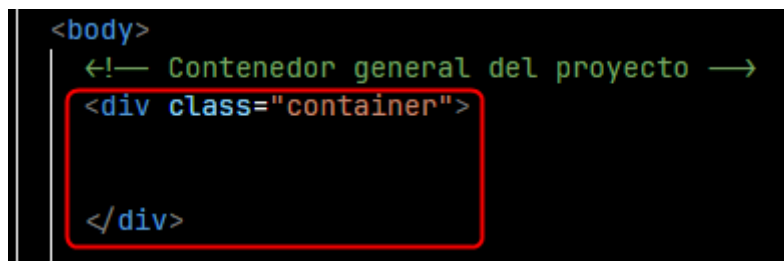 <body>
<!-- Contenedor general del proyecto -->
<div class="container">
</div>